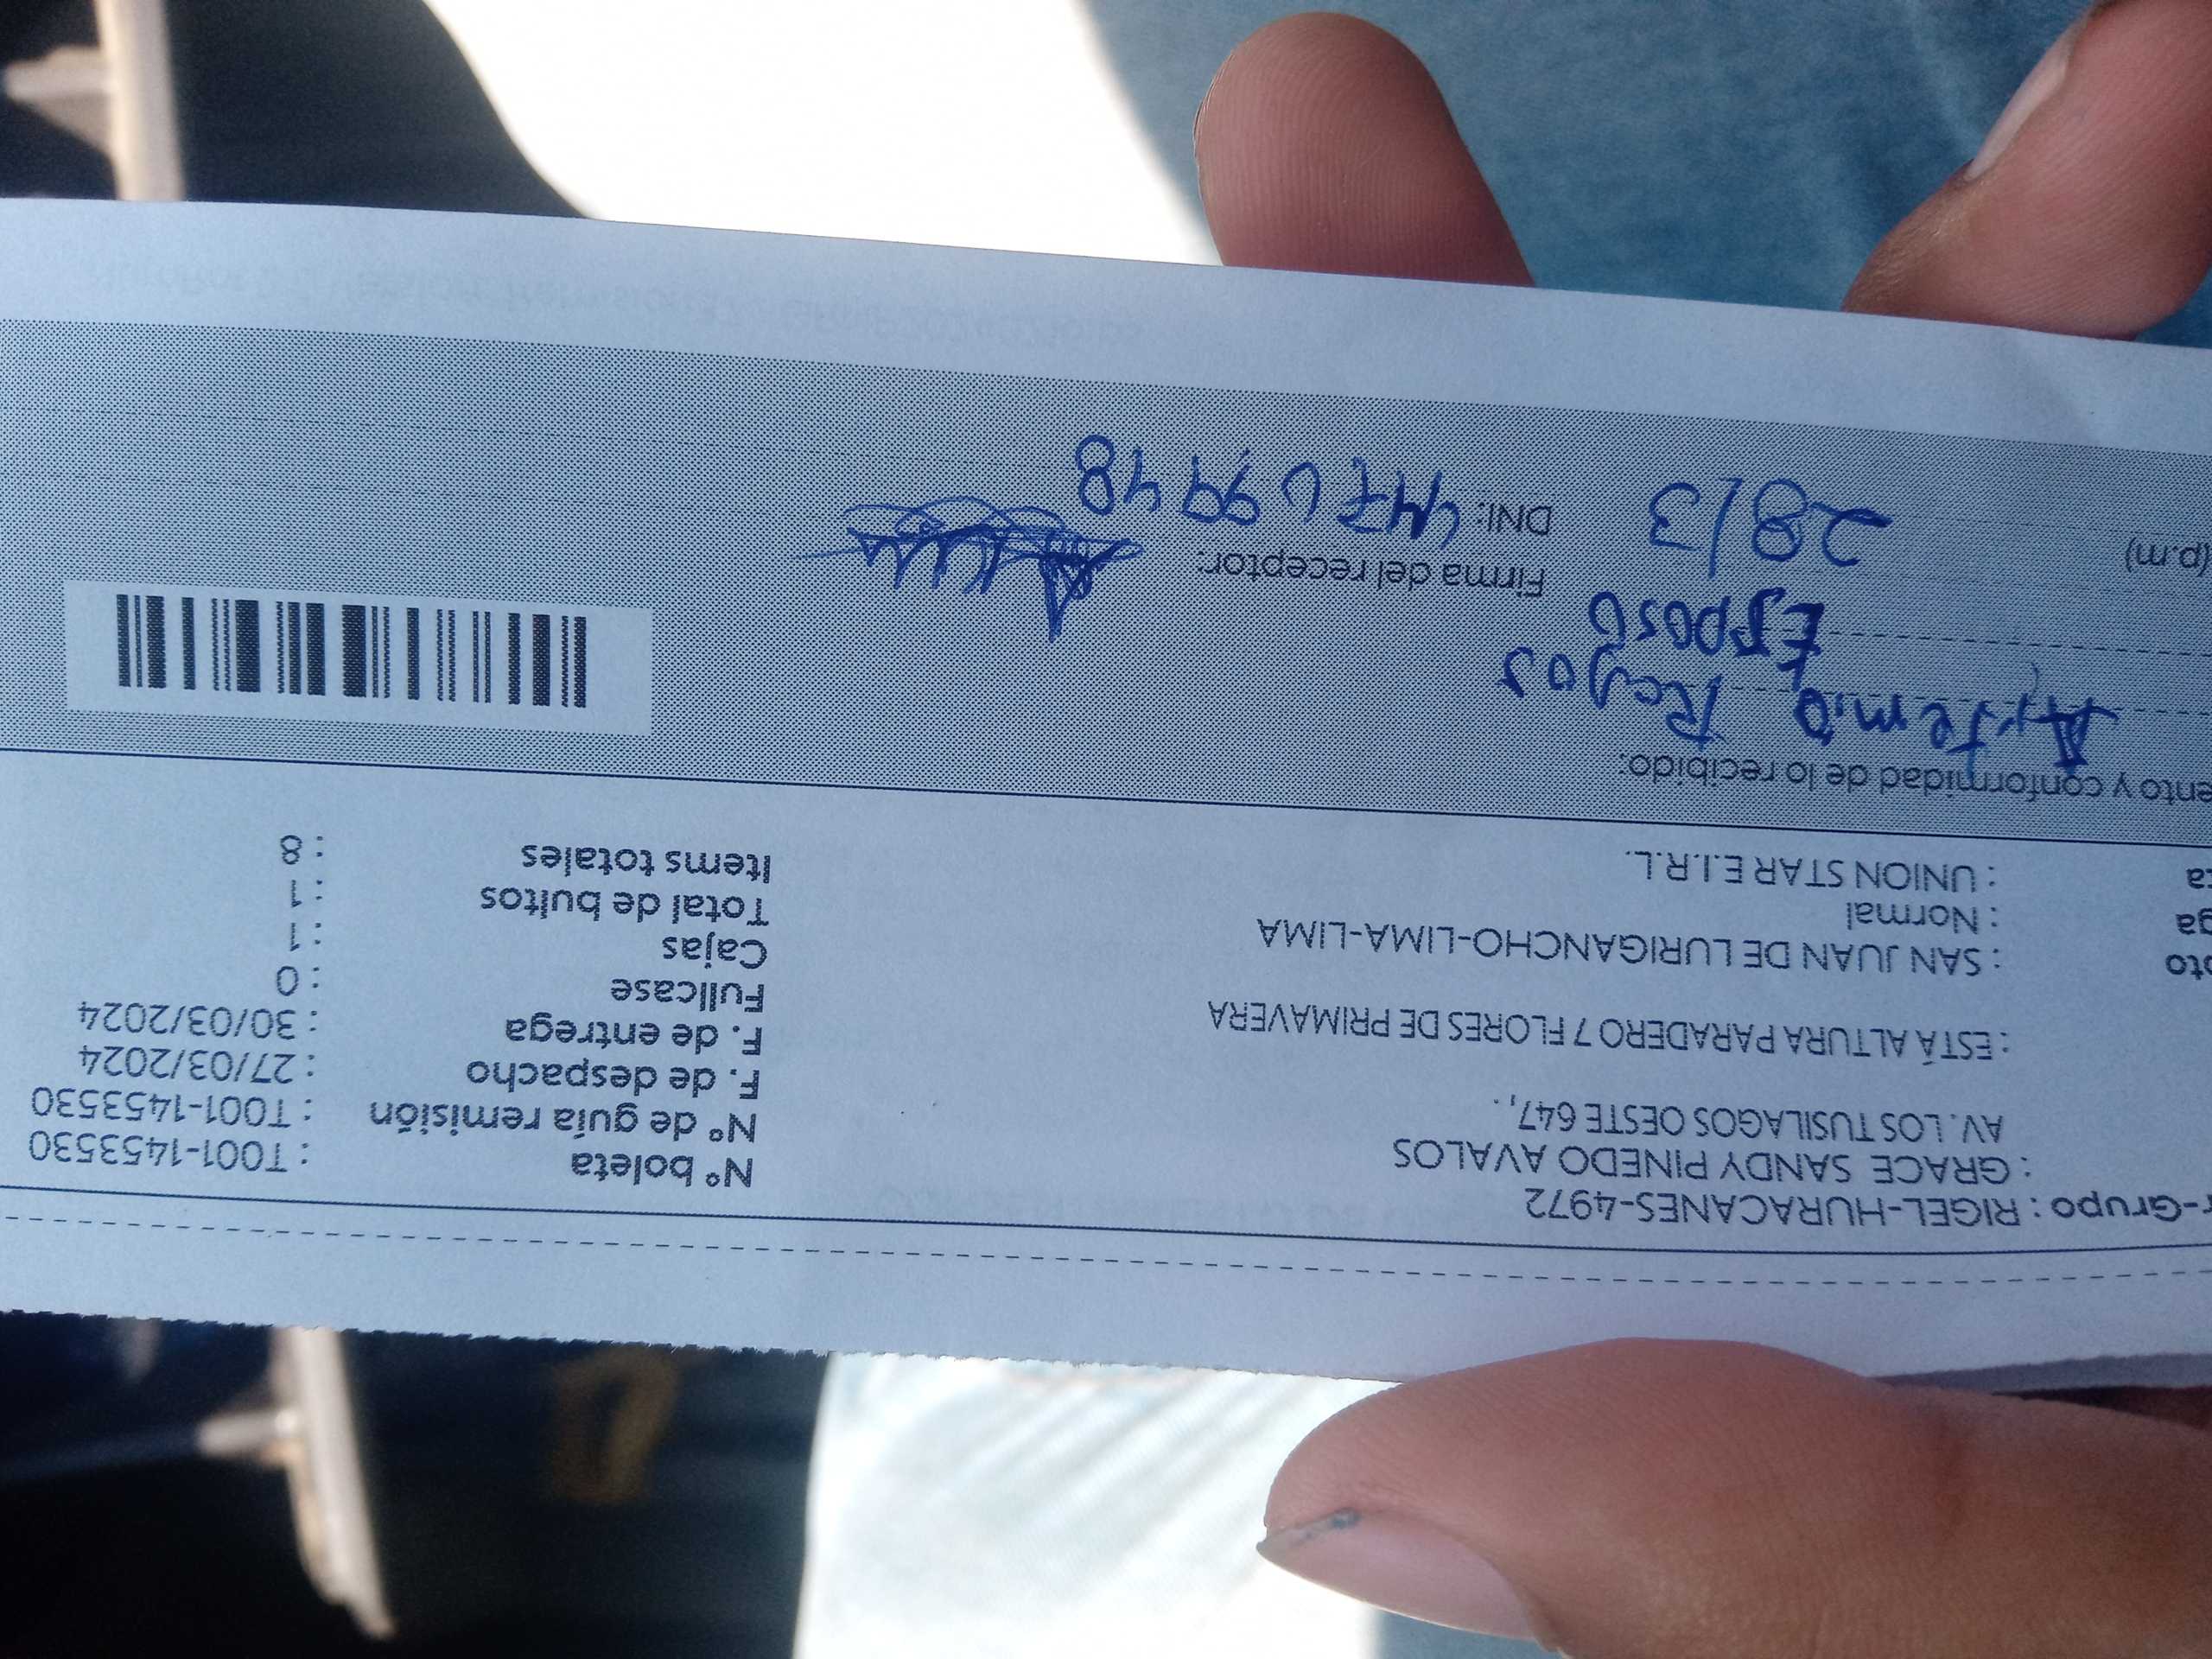 r-Grupo : RIGEL-HURACANES-4972
: GRACE SANDY PINEDO AVALOS
AV. LOS TUSILAGOS OESTE 647, .
: ESTÁ ALTURA PARADERO 7 FLORES DE PRIMAVERA
oto : SAN JUAN DE LURIGANCHO-LIMA-LIMA
ga : Normal
ta : UNION STAR E.I.R.L.
N° boleta : T001-1453530
N° de guía remisión : T001-1453530
F. de despacho : 27/03/2024
F. de entrega : 30/03/2024
Fullcase : 0
Cajas : 1
Total de bultos : 1
Items totales : 8
ento y conformidad de lo recibido:
Artemio Reyos
Esposo
(p.m) 28/3
Firma del receptor:
DNI: 44769948